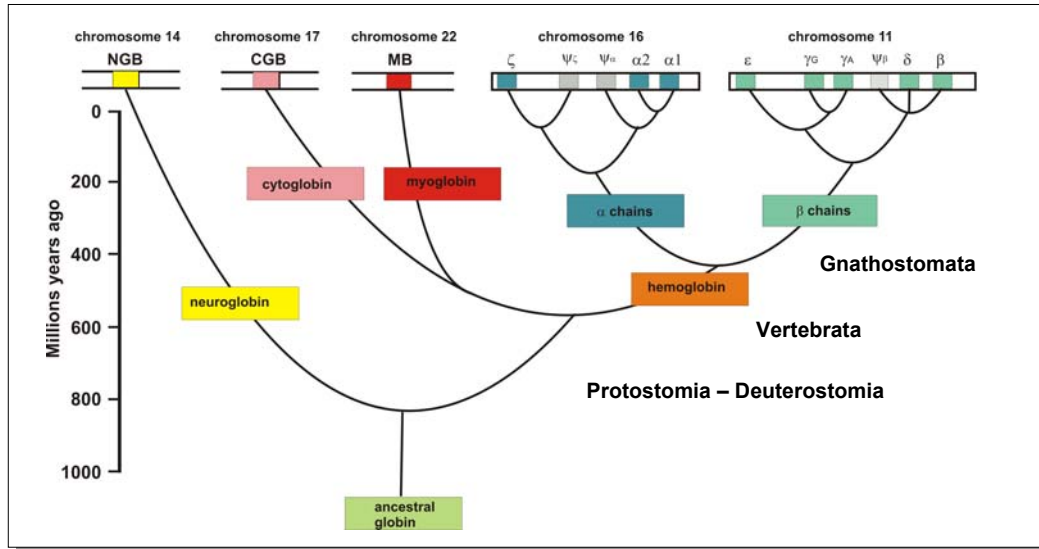 chromosome 14 chromosome 17 chromosome 22 chromosome 16 chromosome 11
NGB CGB MB ζ ψζ ψα α2 α1 ε γG γA ψβ δ β
0
200
400
600
800
1000
Millions years ago
cytoglobin
myoglobin
α chains
β chains
Gnathostomata
neuroglobin
hemoglobin
Vertebrata
Protostomia – Deuterostomia
ancestral
globin